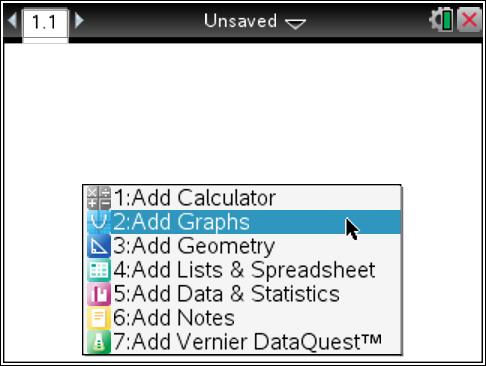 1.1
Unsaved
1:Add Calculator
2:Add Graphs
3:Add Geometry
4:Add Lists & Spreadsheet
5:Add Data & Statistics
6:Add Notes
7:Add Vernier DataQuest™